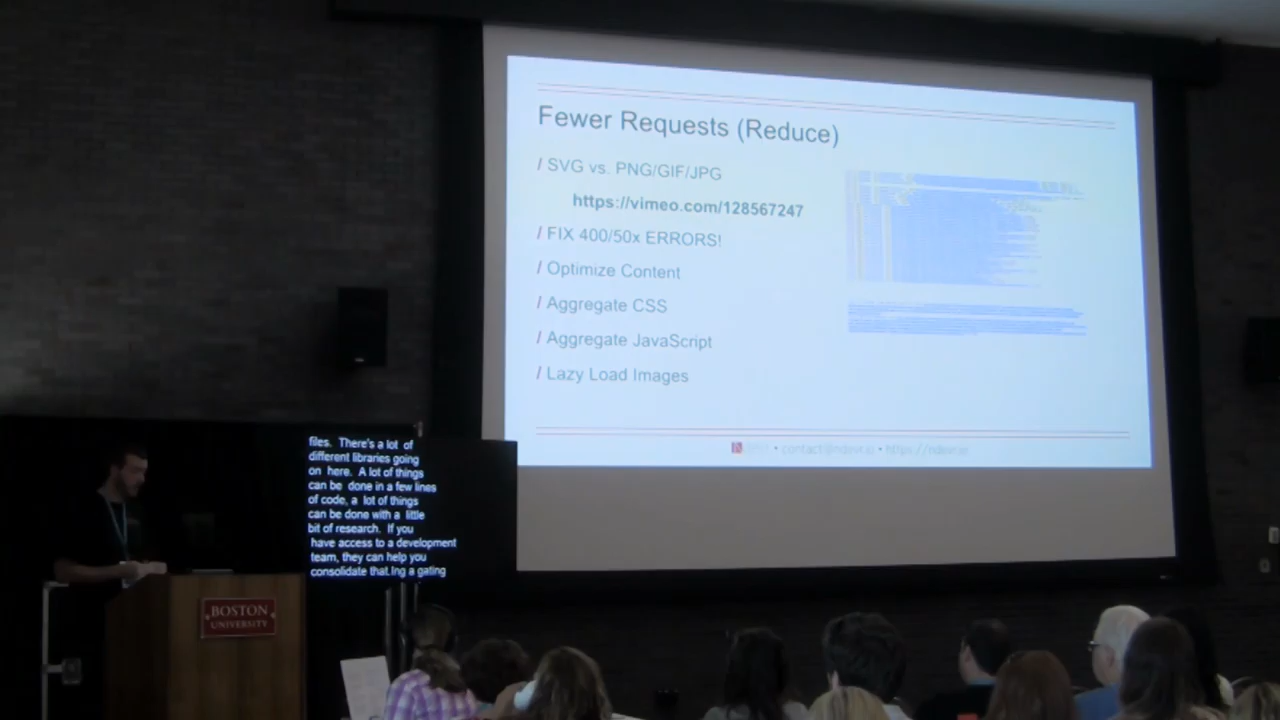 Fewer Requests (Reduce)
/ SVG vs. PNG/GIF/JPG
https://vimeo.com/128567247
/ FIX 400/50x ERRORS!
/ Optimize Content
/ Aggregate CSS
/ Aggregate JavaScript
/ Lazy Load Images
files. There's a lot of
different libraries going
on here. A lot of things
can be done in a few lines
of code, a lot of things
can be done with a little
bit of research. If you
have access to a development
team, they can help you
consolidate that.Ing a gating
BOSTON
UNIVERSITY